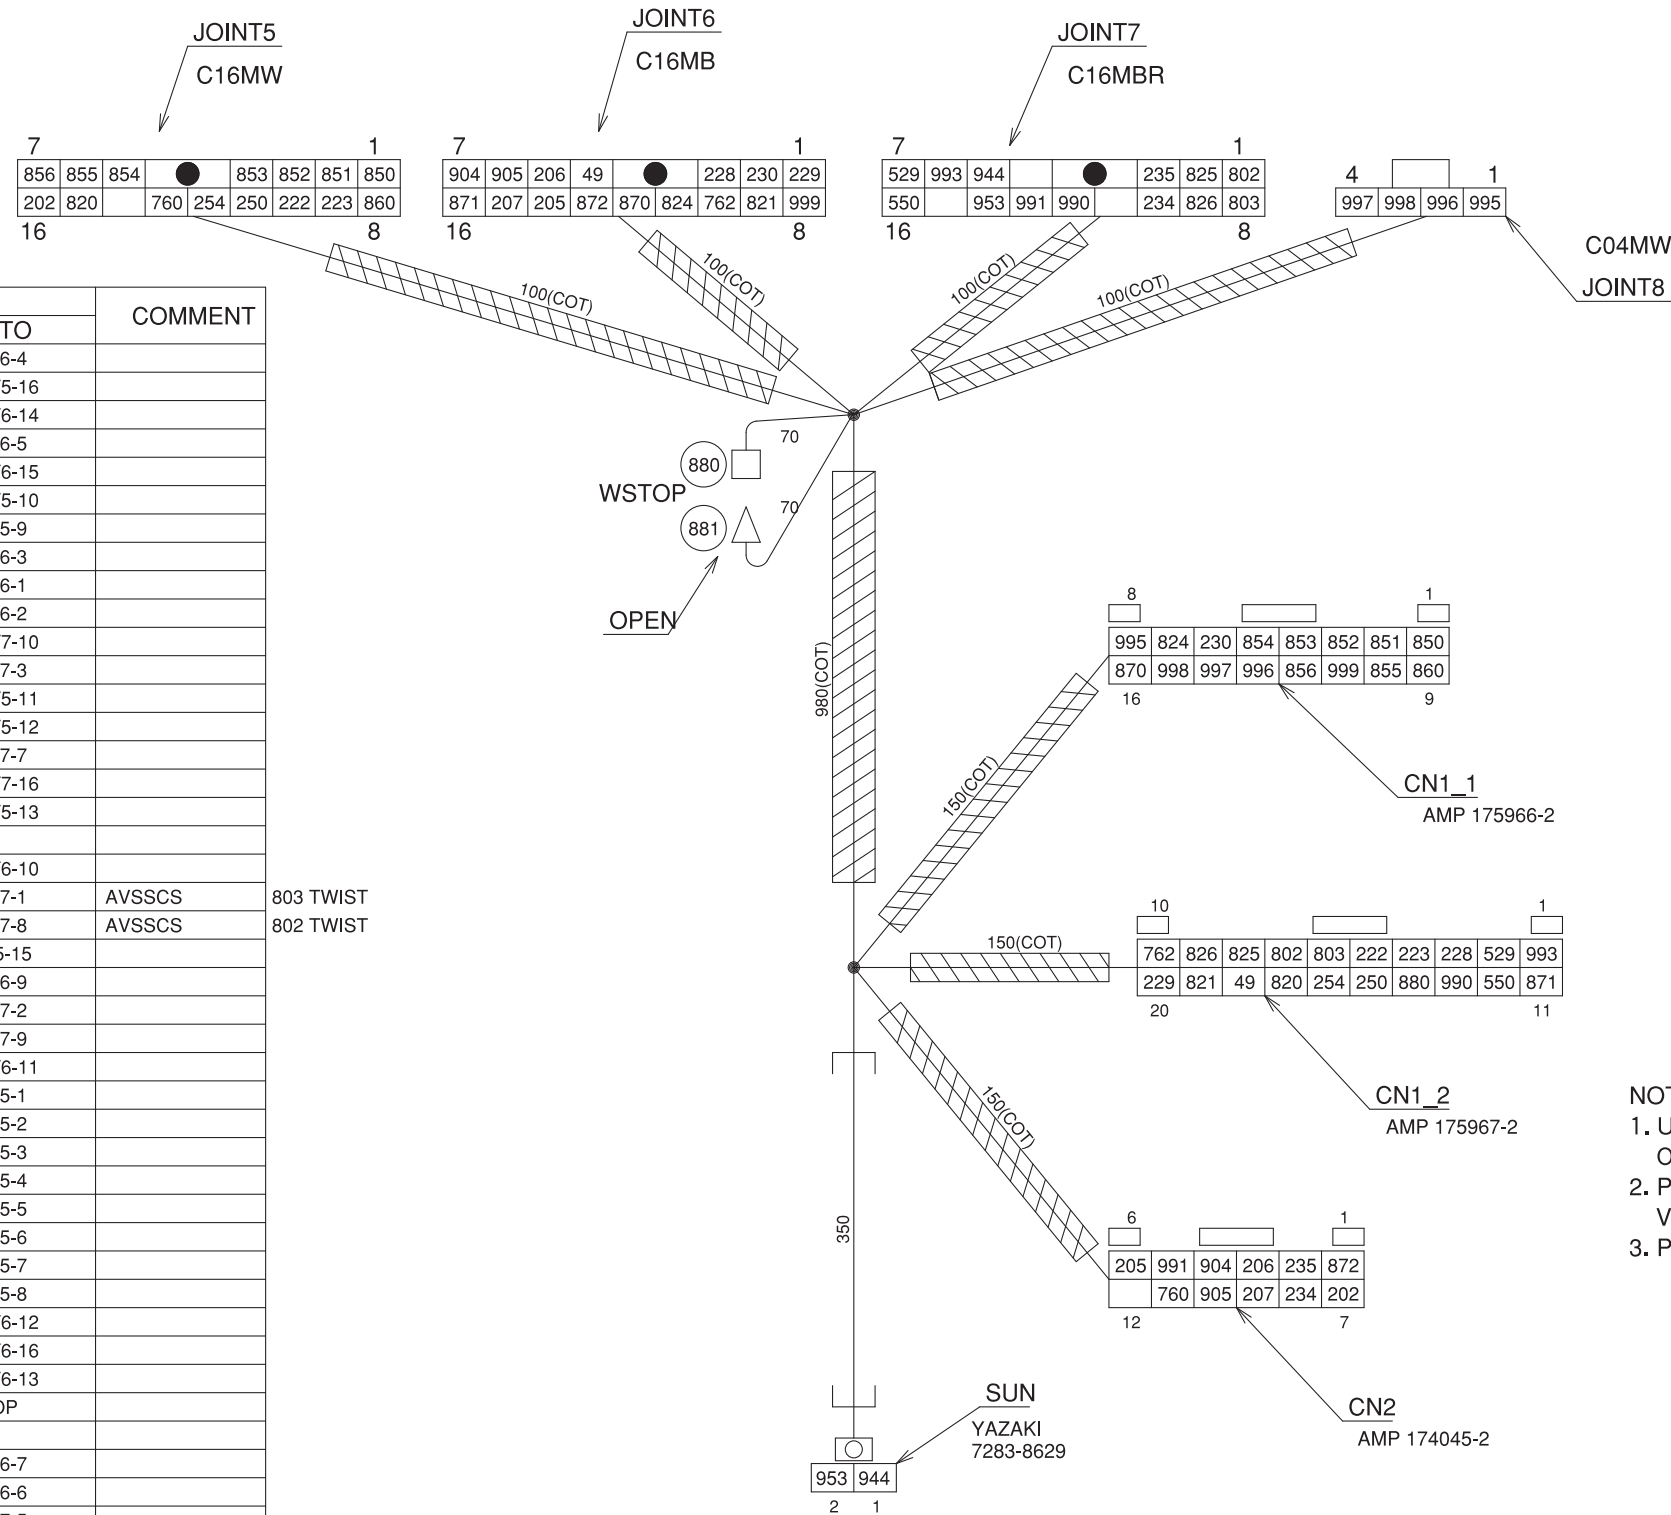 JOINT5
C16MW
7 1
856 855 854 853 852 851 850
202 820 760 254 250 222 223 860
16 8
100(COT)
JOINT6
C16MB
7 1
904 905 206 49 228 230 229
871 207 205 872 870 824 762 821 999
16 8
100(COT)
JOINT7
C16MBR
7 1
529 993 944 235 825 802
550 953 991 990 234 826 803
16 8
100(COT)
4 1
997 998 996 995
C04MW
JOINT8
100(COT)
TO COMMENT
6-4
5-16
6-14
6-5
6-15
5-10
5-9
6-3
6-1
6-2
7-10
7-3
5-11
5-12
7-7
7-16
5-13
6-10
7-1 AVSSCS 803 TWIST
7-8 AVSSCS 802 TWIST
5-15
6-9
7-2
7-9
6-11
5-1
5-2
5-3
5-4
5-5
5-6
5-7
5-8
6-12
6-16
6-13
OP
6-7
6-6
70
880
WSTOP
70
881
OPEN
980(COT)
8 1
995 824 230 854 853 852 851 850
870 998 997 996 856 999 855 860
16 9
150(COT)
CN1_1
AMP 175966-2
10 1
150(COT)
762 826 825 802 803 222 223 228 529 993
229 821 49 820 254 250 880 990 550 871
20 11
CN1_2
AMP 175967-2
150(COT)
6 1
205 991 904 206 235 872
760 905 207 234 202
12 7
CN2
AMP 174045-2
350
SUN
YAZAKI
7283-8629
953 944
2 1
NOT
1. U
O
2. P
V
3. P